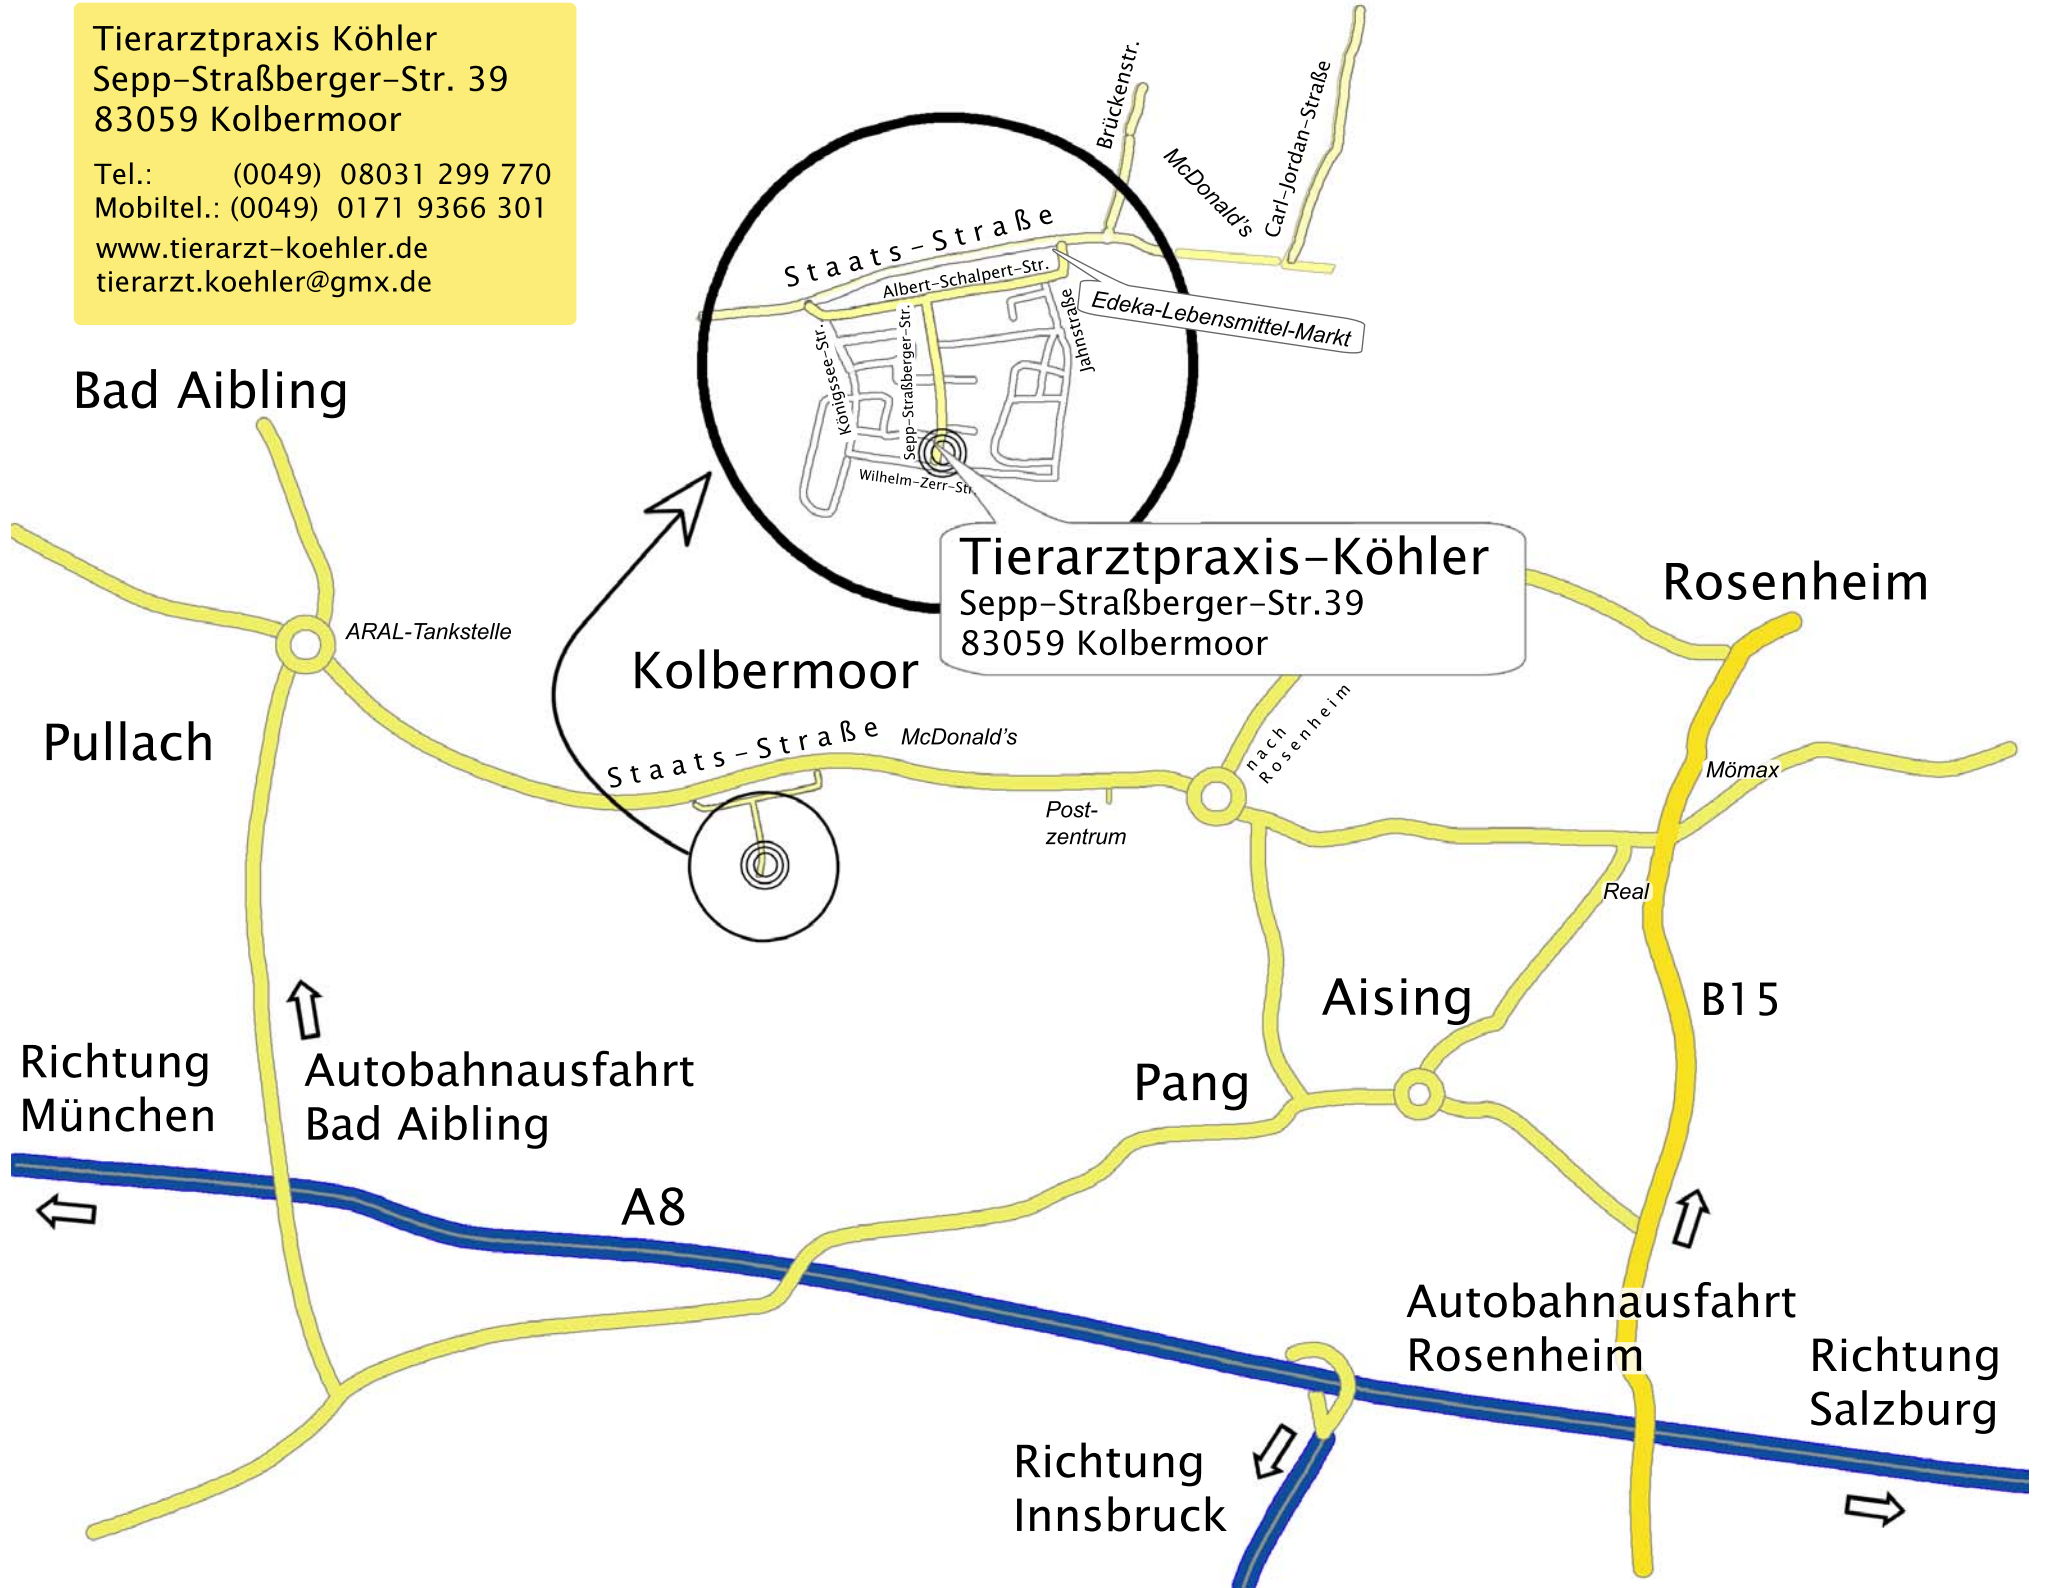 Tierarztpraxis Köhler
Sepp-Straßberger-Str. 39
83059 Kolbermoor
Tel.: (0049) 08031 299 770
Mobiltel.: (0049) 0171 9366 301
www.tierarzt-koehler.de
tierarzt.koehler@gmx.de
Brückenstr.
McDonald's
Carl-Jordan-Straße
Staats-Straße
Albert-Schalpert-Str.
Edeka-Lebensmittel-Markt
Königssee-Str.
Sepp-Straßberger-Str.
Jahnstraße
Wilhelm-Zerr-Str.
Tierarztpraxis-Köhler
Sepp-Straßberger-Str.39
83059 Kolbermoor
Bad Aibling
Rosenheim
ARAL-Tankstelle
Kolbermoor
Pullach
Staats-Straße
McDonald's
nach
Rosenheim
Mömax
Post-
zentrum
Real
Aising
B15
Pang
Richtung
München
Autobahnausfahrt
Bad Aibling
A8
Autobahnausfahrt
Rosenheim
Richtung
Salzburg
Richtung
Innsbruck